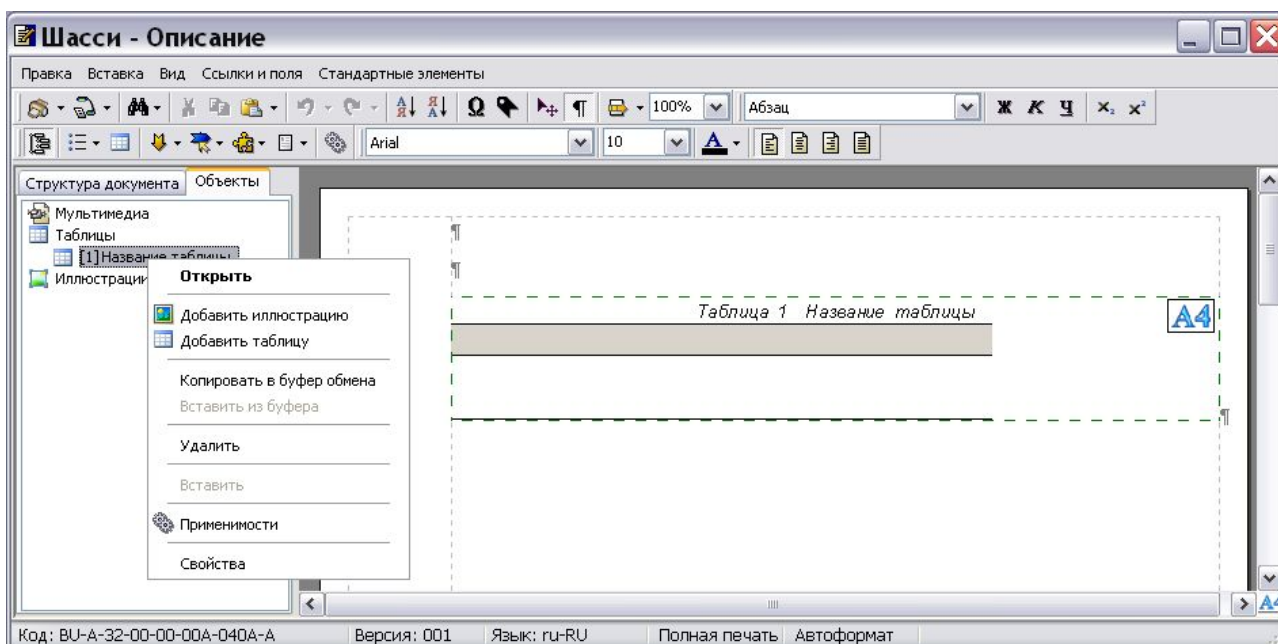 Шасси - Описание
Правка Вставка Вид Ссылки и поля Стандартные элементы
100% Абзац Ж К Ч x₂ x²
Arial 10 A
Структура документа Объекты
Мультимедиа
Таблицы
[1]Название таблицы
Иллюстрации
Открыть
Добавить иллюстрацию
Добавить таблицу
Копировать в буфер обмена
Вставить из буфера
Удалить
Вставить
Применимости
Свойства
¶
¶
Таблица 1 Название таблицы
A4
¶
A4
Код: BU-A-32-00-00-00A-040A-A Версия: 001 Язык: ru-RU Полная печать Автоформат